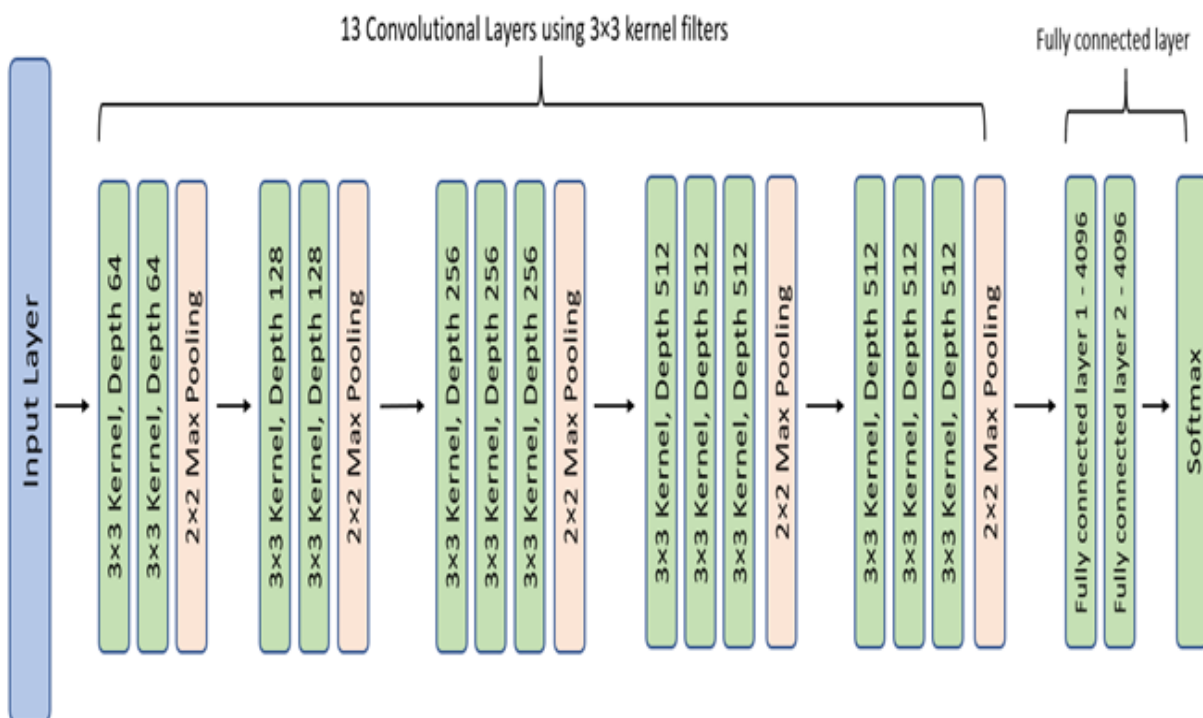 13 Convolutional Layers using 3×3 kernel filters
Fully connected layer
Input Layer
3×3 Kernel, Depth 64
3×3 Kernel, Depth 64
2×2 Max Pooling
3×3 Kernel, Depth 128
3×3 Kernel, Depth 128
2×2 Max Pooling
3×3 Kernel, Depth 256
3×3 Kernel, Depth 256
3×3 Kernel, Depth 256
2×2 Max Pooling
3×3 Kernel, Depth 512
3×3 Kernel, Depth 512
3×3 Kernel, Depth 512
2×2 Max Pooling
3×3 Kernel, Depth 512
3×3 Kernel, Depth 512
3×3 Kernel, Depth 512
2×2 Max Pooling
Fully connected layer 1 - 4096
Fully connected layer 2 - 4096
Softmax